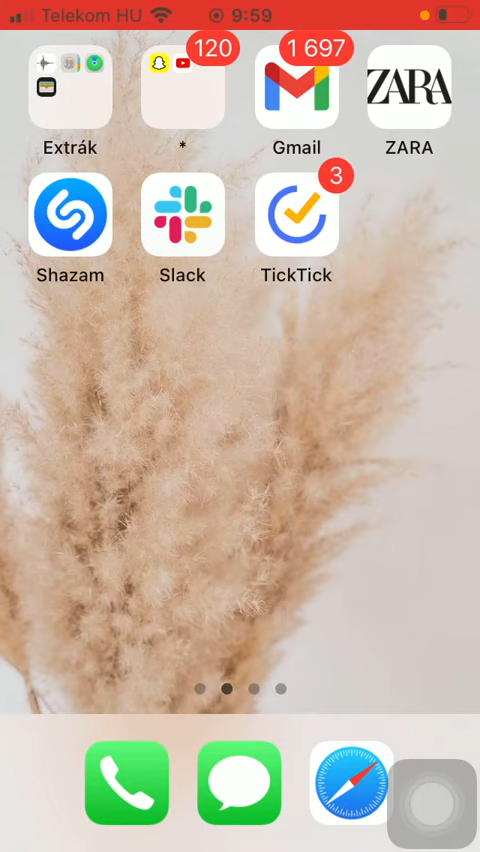 Telekom HU 9:59
120
1 697
ZARA
Extrák
*
Gmail
ZARA
3
Shazam
Slack
TickTick